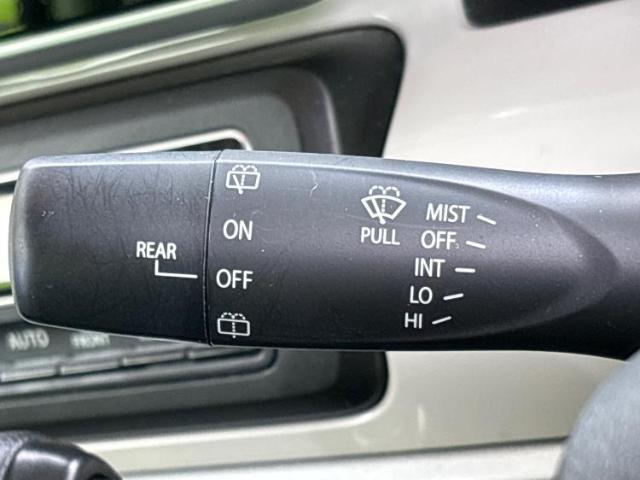 REAR
ON
OFF
PULL
MIST
OFF
INT
LO
HI
AUTO
FRONT